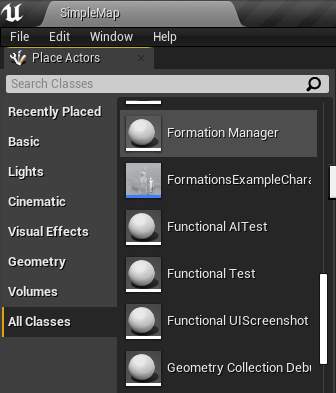 SimpleMap
File Edit Window Help
Place Actors
Search Classes
Recently Placed
Basic
Lights
Cinematic
Visual Effects
Geometry
Volumes
All Classes
Formation Manager
FormationsExampleChara
Functional AITest
Functional Test
Functional UIScreenshot
Geometry Collection Debu